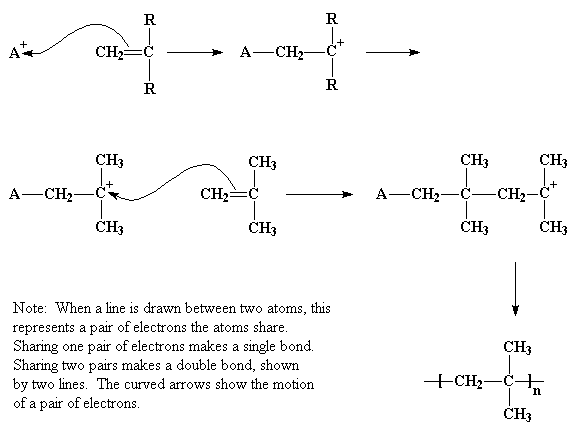 R R
A+ CH2=C A—CH2—C+
R R
CH3 CH3 CH3 CH3
A—CH2—C+ CH2=C A—CH2—C—CH2—C+
CH3 CH3 CH3 CH3
Note: When a line is drawn between two atoms, this
represents a pair of electrons the atoms share.
Sharing one pair of electrons makes a single bond.
Sharing two pairs makes a double bond, shown
by two lines. The curved arrows show the motion
of a pair of electrons.
CH3
CH2—C
n
CH3